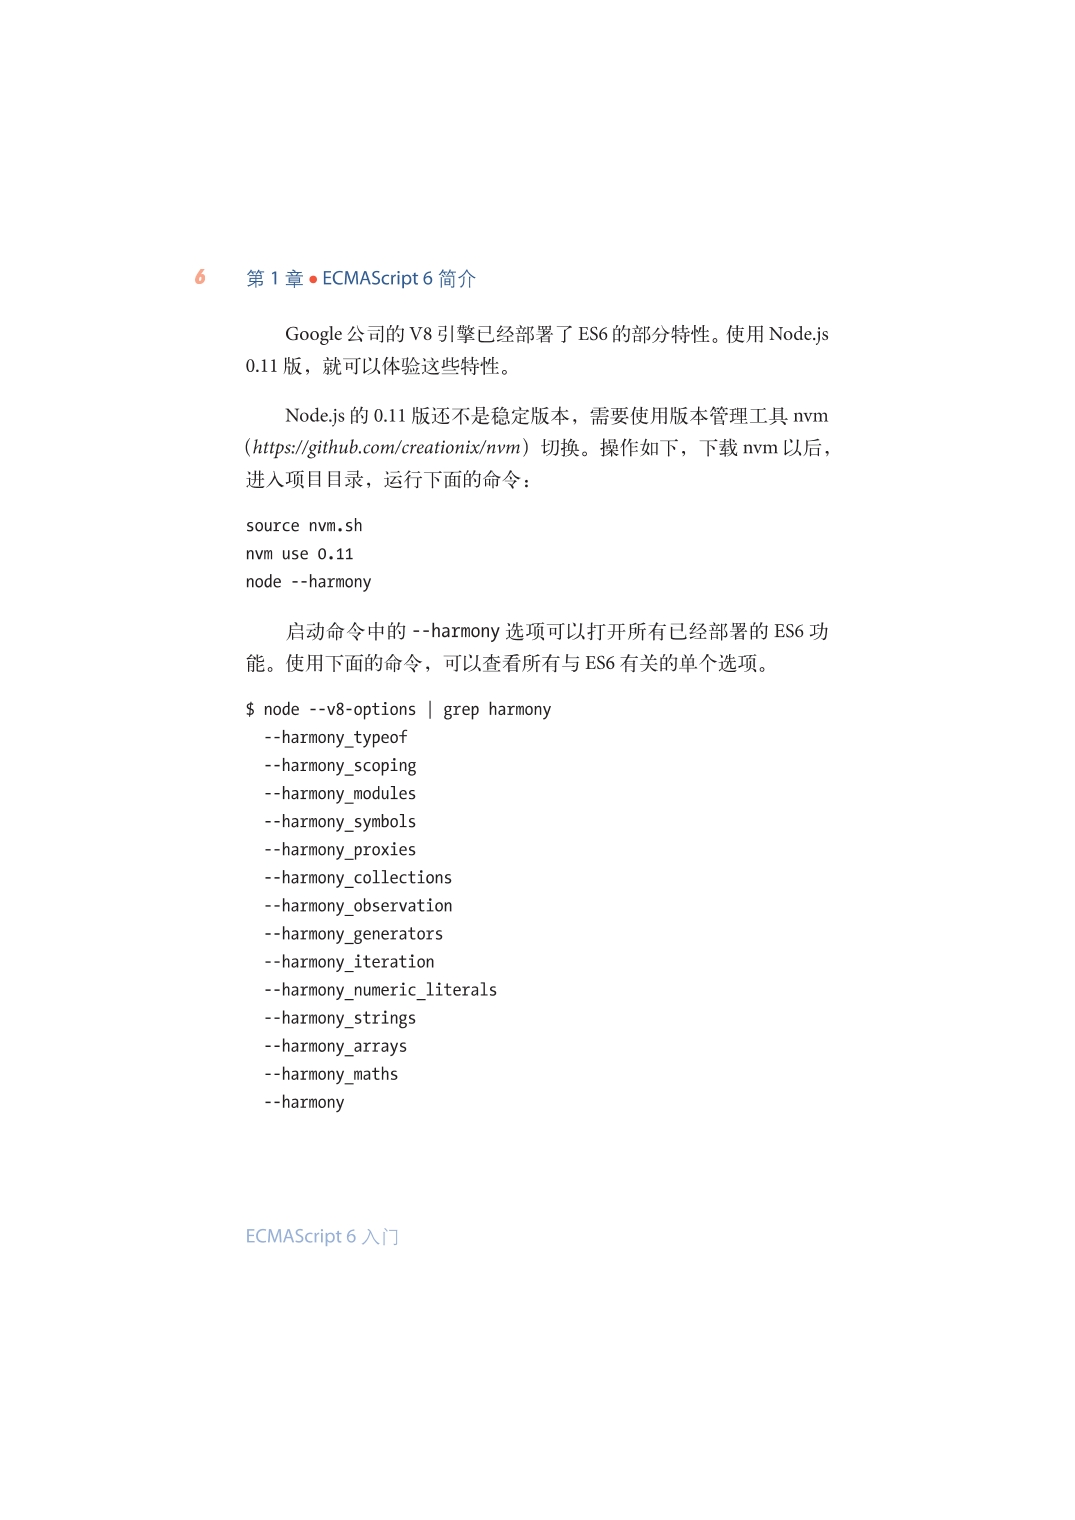 6 第 1 章 • ECMAScript 6 简介
Google 公司的 V8 引擎已经部署了 ES6 的部分特性。使用 Node.js
0.11 版，就可以体验这些特性。
Node.js 的 0.11 版还不是稳定版本，需要使用版本管理工具 nvm
（https://github.com/creationix/nvm）切换。操作如下，下载 nvm 以后，
进入项目目录，运行下面的命令：
source nvm.sh
nvm use 0.11
node --harmony
启动命令中的 --harmony 选项可以打开所有已经部署的 ES6 功
能。使用下面的命令，可以查看所有与 ES6 有关的单个选项。
$ node --v8-options | grep harmony
  --harmony_typeof
  --harmony_scoping
  --harmony_modules
  --harmony_symbols
  --harmony_proxies
  --harmony_collections
  --harmony_observation
  --harmony_generators
  --harmony_iteration
  --harmony_numeric_literals
  --harmony_strings
  --harmony_arrays
  --harmony_maths
  --harmony
ECMAScript 6 入门